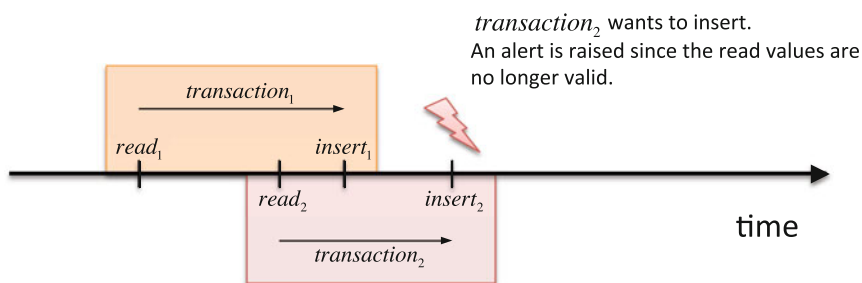 transaction₂ wants to insert.
An alert is raised since the read values are
no longer valid.
transaction₁
read₁
insert₁
read₂
insert₂
time
transaction₂